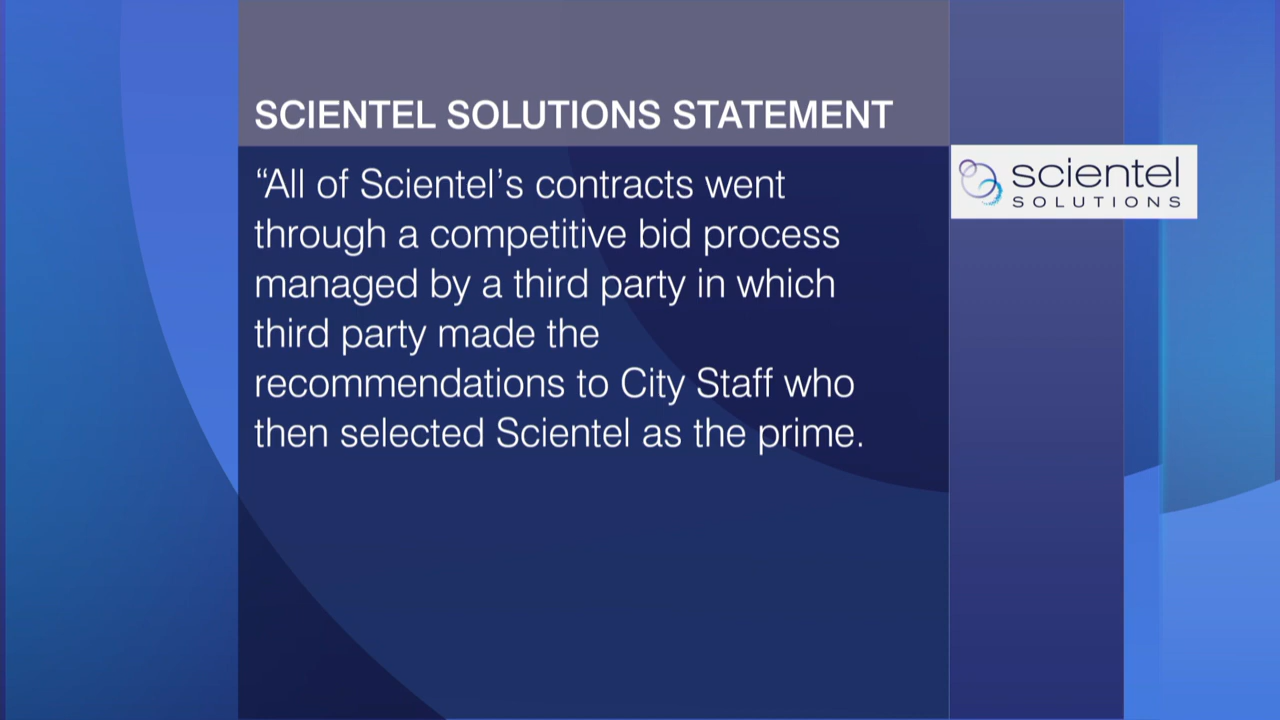 SCIENTEL SOLUTIONS STATEMENT
“All of Scientel’s contracts went
through a competitive bid process
managed by a third party in which
third party made the
recommendations to City Staff who
then selected Scientel as the prime.
scientel
SOLUTIONS